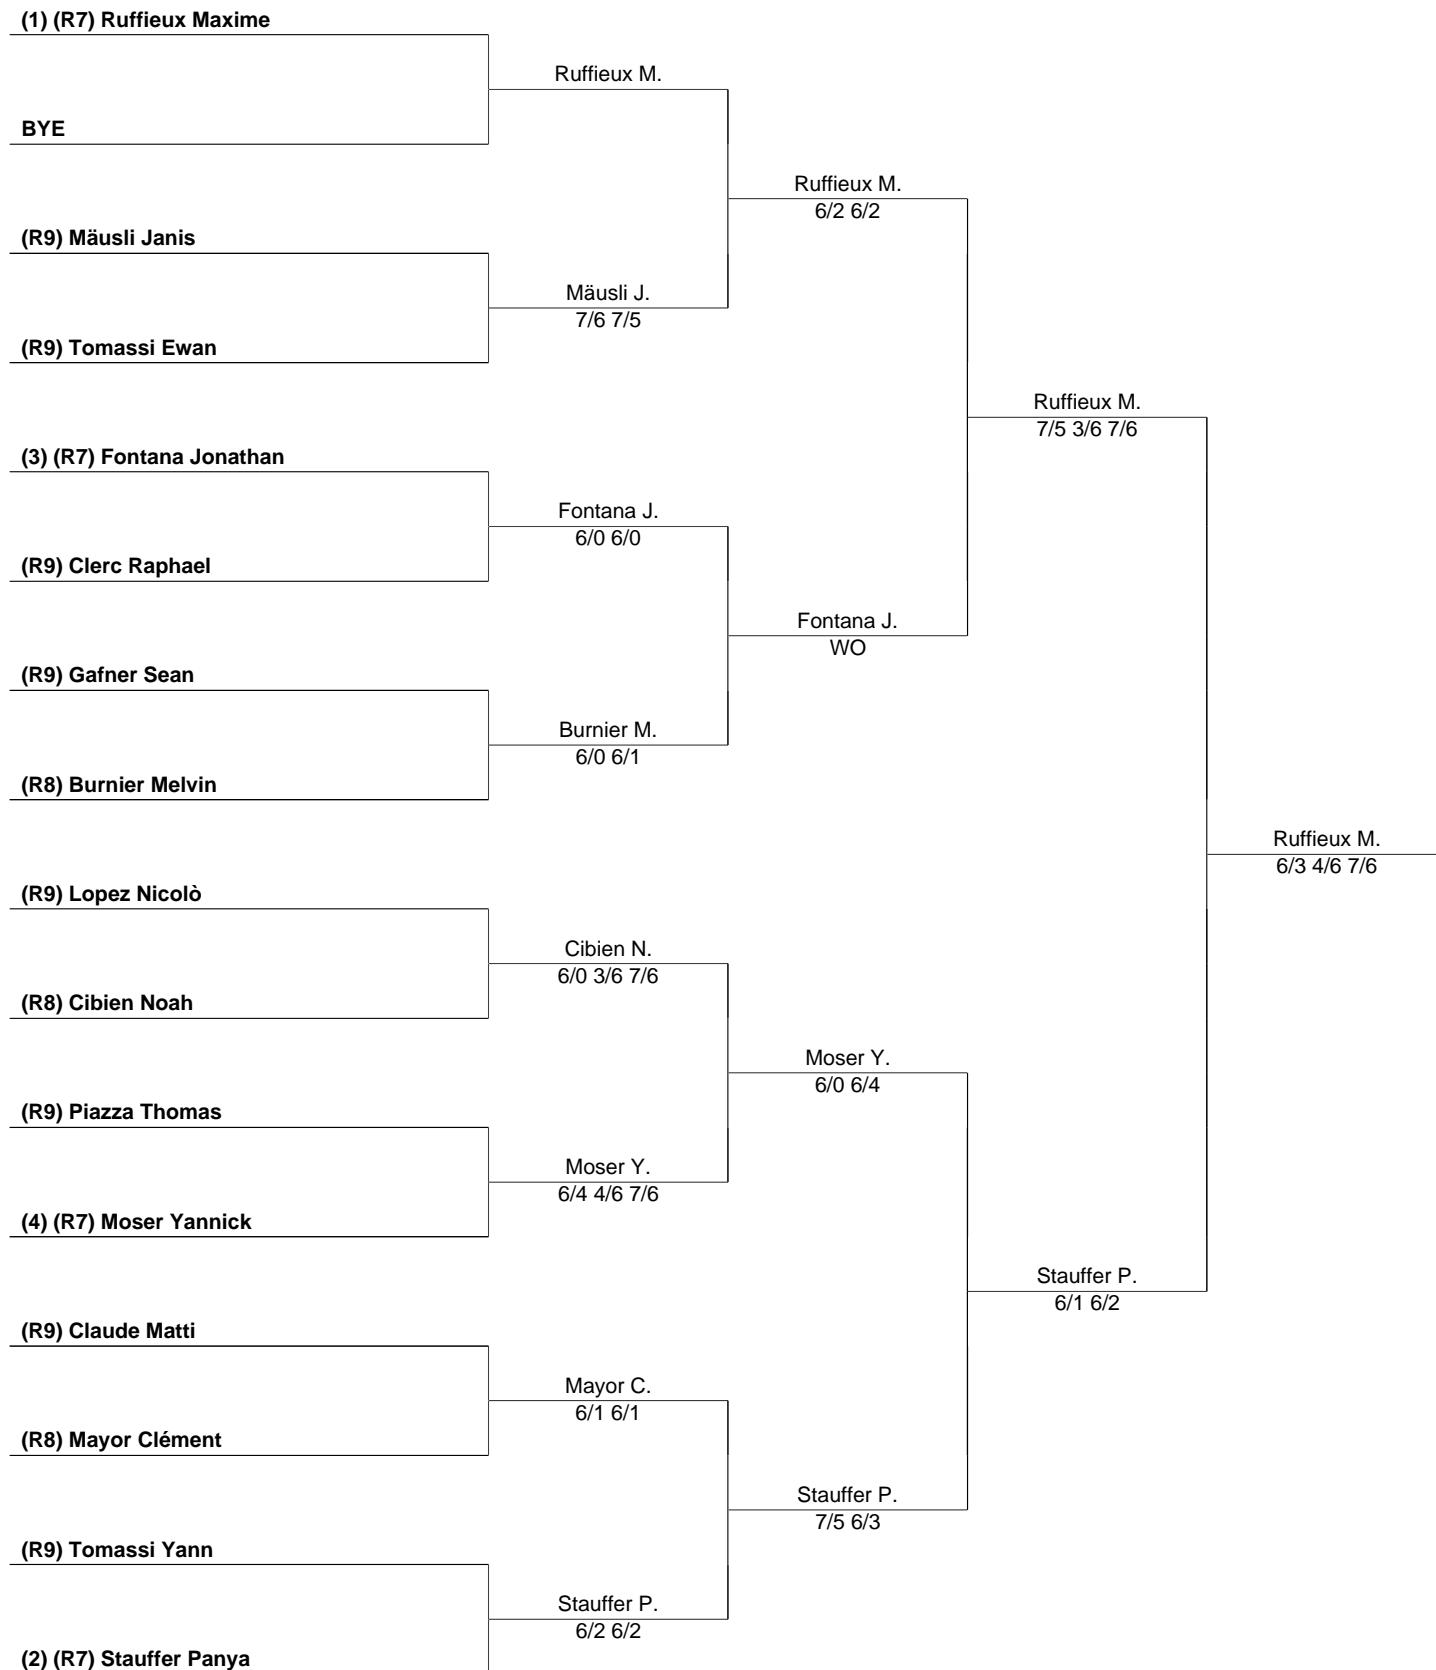 (1) (R7) Ruffieux Maxime
Ruffieux M.
BYE
Ruffieux M.
6/2 6/2
(R9) Mäusli Janis
Mäusli J.
7/6 7/5
(R9) Tomassi Ewan
Ruffieux M.
7/5 3/6 7/6
(3) (R7) Fontana Jonathan
Fontana J.
6/0 6/0
(R9) Clerc Raphael
Fontana J.
WO
(R9) Gafner Sean
Burnier M.
6/0 6/1
(R8) Burnier Melvin
Ruffieux M.
6/3 4/6 7/6
(R9) Lopez Nicolò
Cibien N.
6/0 3/6 7/6
(R8) Cibien Noah
Moser Y.
6/0 6/4
(R9) Piazza Thomas
Moser Y.
6/4 4/6 7/6
(4) (R7) Moser Yannick
Stauffer P.
6/1 6/2
(R9) Claude Matti
Mayor C.
6/1 6/1
(R8) Mayor Clément
Stauffer P.
7/5 6/3
(R9) Tomassi Yann
Stauffer P.
6/2 6/2
(2) (R7) Stauffer Panya